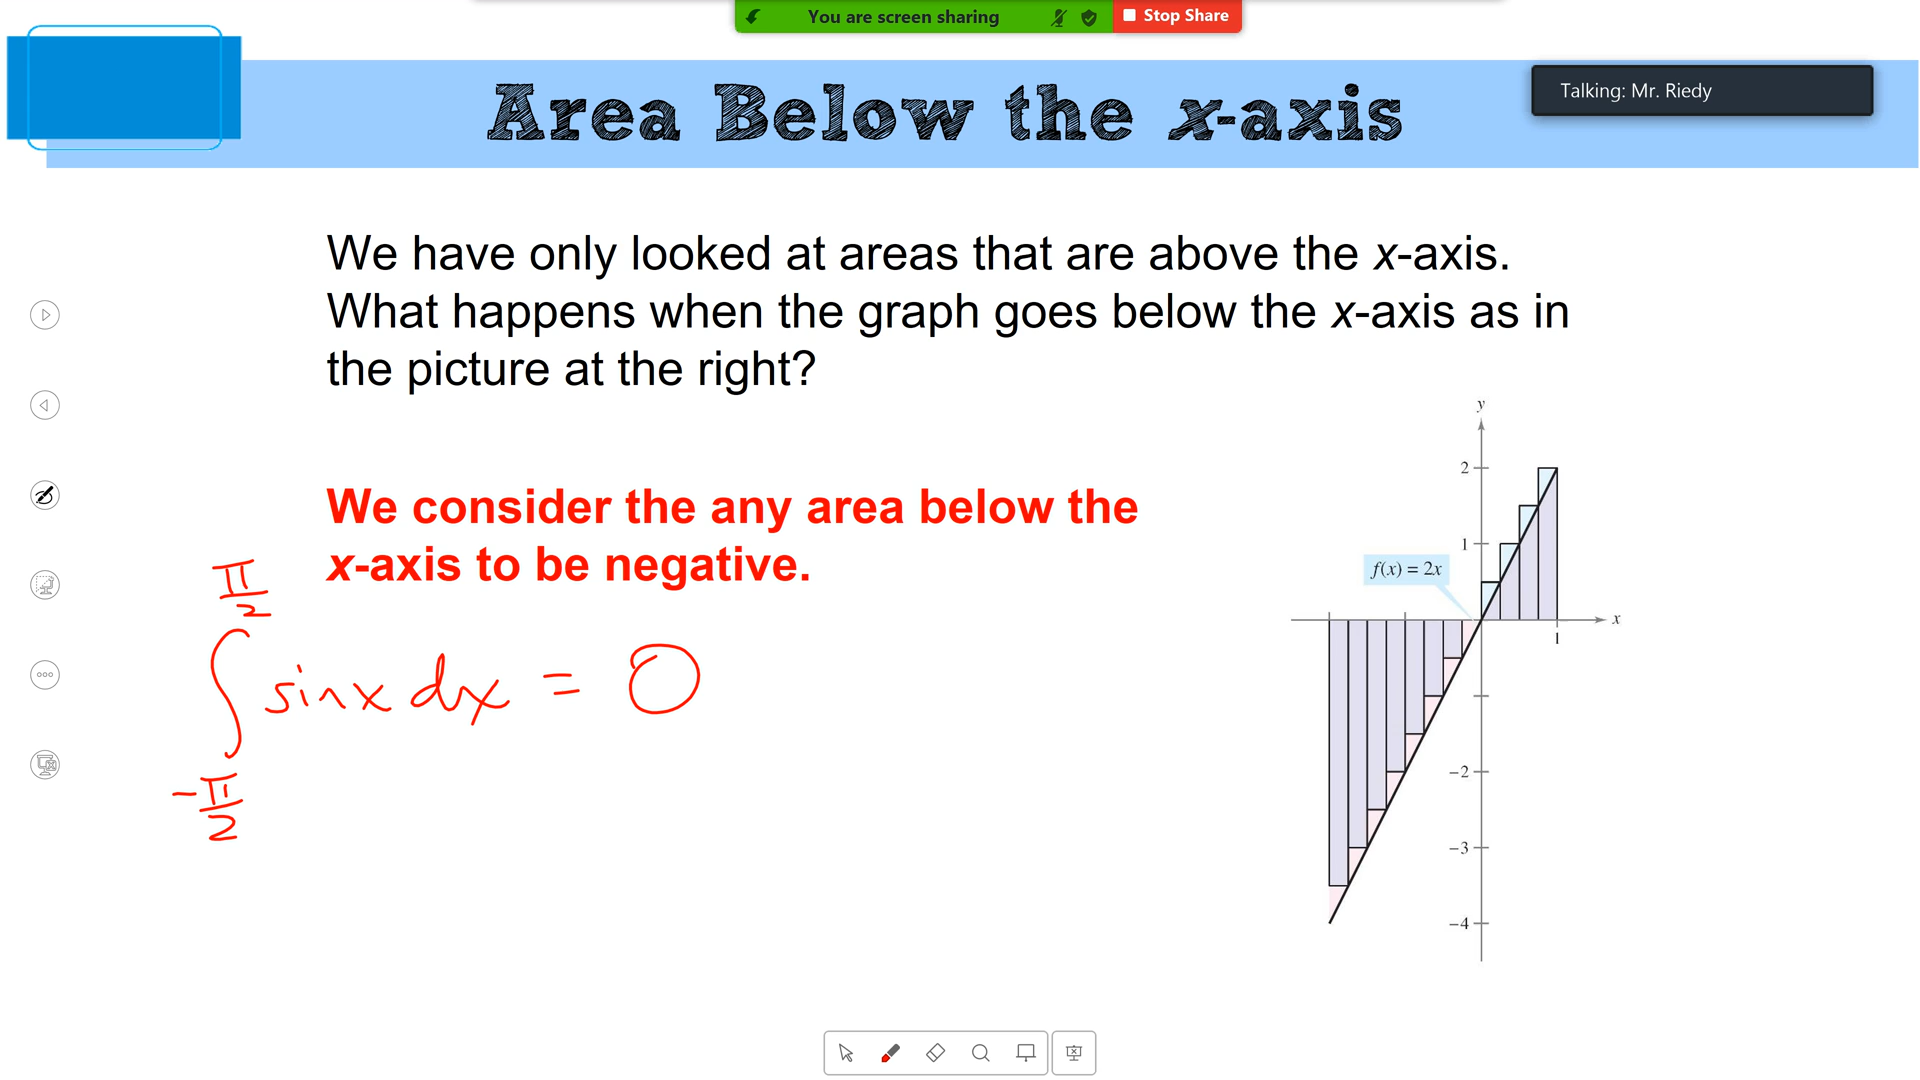 You are screen sharing
Stop Share
Talking: Mr. Riedy
Area Below the x-axis
We have only looked at areas that are above the x-axis.
What happens when the graph goes below the x-axis as in
the picture at the right?
We consider the any area below the
x-axis to be negative.
π/2
∫ sinx dx = 0
-π/2
y
2
1
f(x) = 2x
x
1
−2
−3
−4